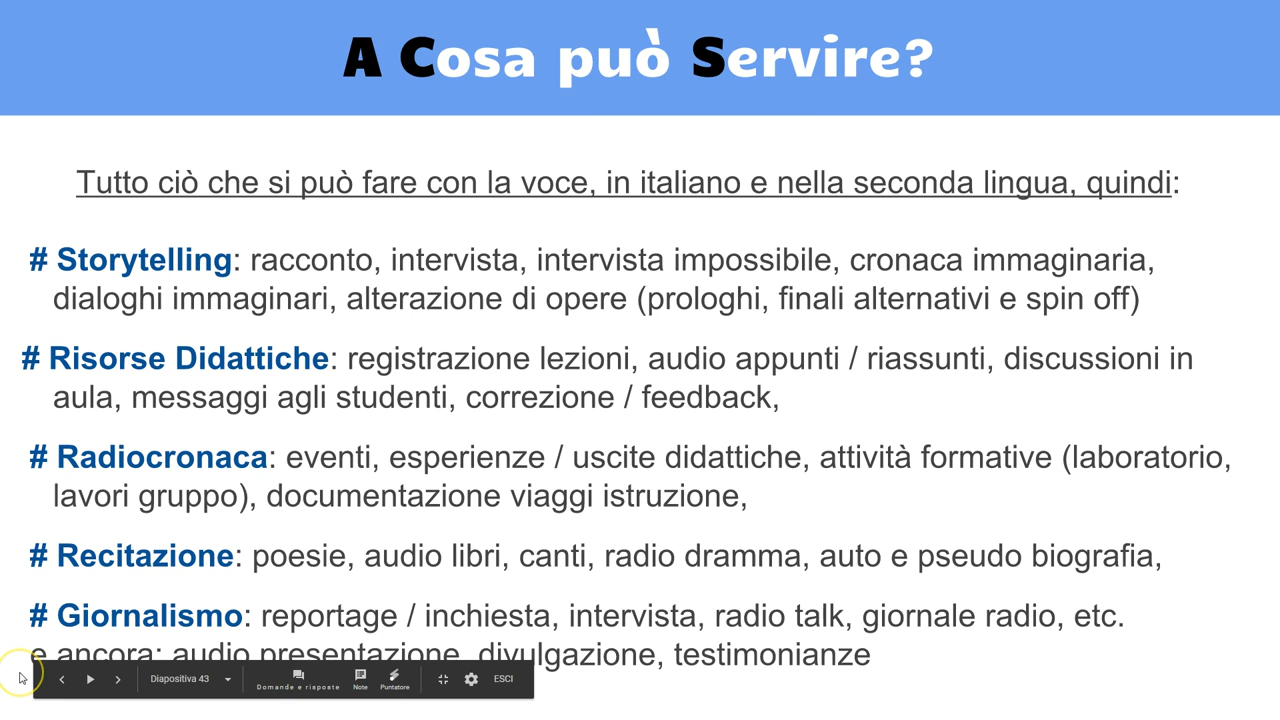 A Cosa può Servire?
Tutto ciò che si può fare con la voce, in italiano e nella seconda lingua, quindi:
# Storytelling: racconto, intervista, intervista impossibile, cronaca immaginaria,
dialoghi immaginari, alterazione di opere (prologhi, finali alternativi e spin off)
# Risorse Didattiche: registrazione lezioni, audio appunti / riassunti, discussioni in
aula, messaggi agli studenti, correzione / feedback,
# Radiocronaca: eventi, esperienze / uscite didattiche, attività formative (laboratorio,
lavori gruppo), documentazione viaggi istruzione,
# Recitazione: poesie, audio libri, canti, radio dramma, auto e pseudo biografia,
# Giornalismo: reportage / inchiesta, intervista, radio talk, giornale radio, etc.
e ancora: audio presentazione, divulgazione, testimonianze
Diapositiva 43
Domande e risposte
Note
Puntatore
ESCI